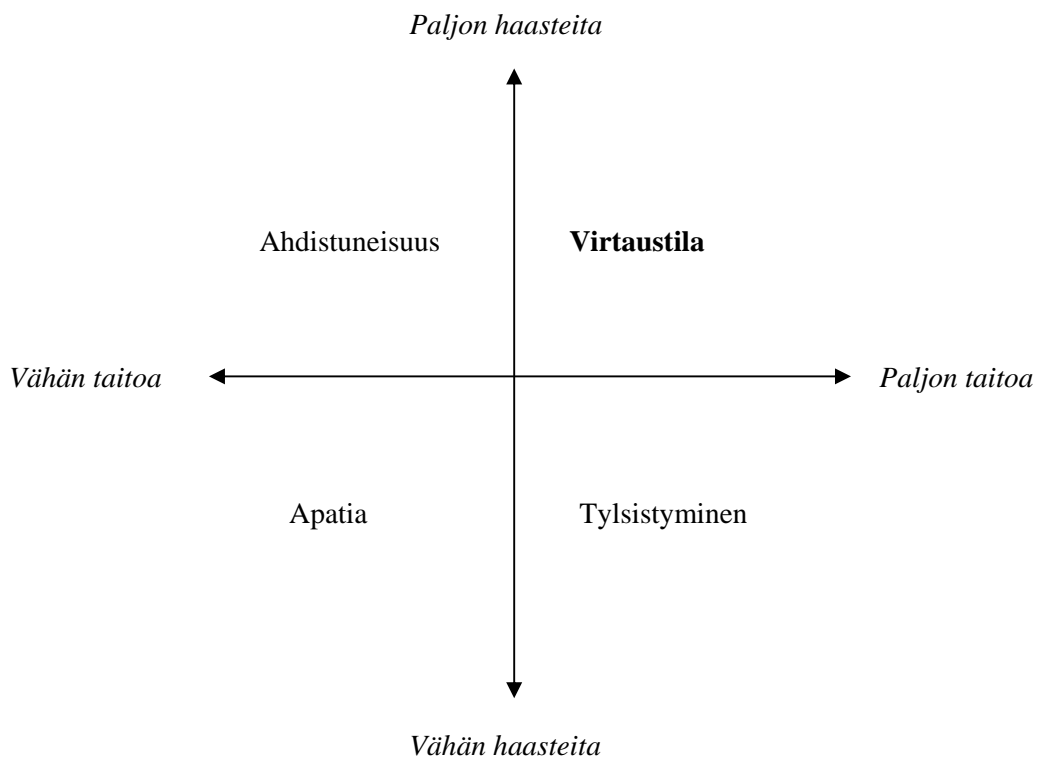 Paljon haasteita
Ahdistuneisuus
Virtaustila
Vähän taitoa
Paljon taitoa
Apatia
Tylsistyminen
Vähän haasteita